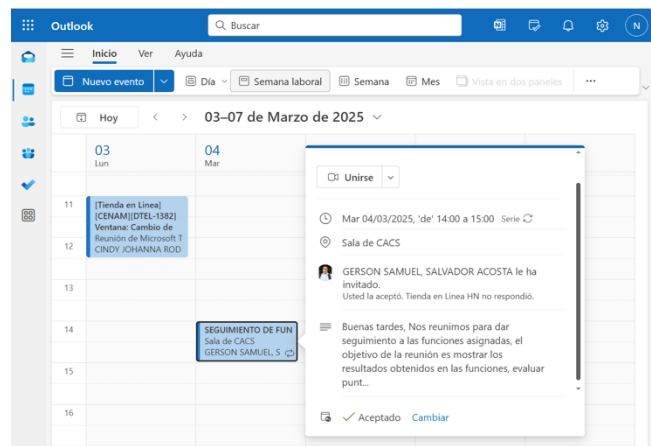 Outlook
Buscar
N
Inicio Ver Ayuda
Nuevo evento Día Semana laboral Semana Mes Vista en dos paneles ...
Hoy 03–07 de Marzo de 2025
03 04
Lun Mar
11
12
13
14
15
16
[Tienda en Linea]
[CENAM][DTEL-1382]
Ventana: Cambio de
Reunión de Microsoft T
CINDY JOHANNA ROD
SEGUIMIENTO DE FUN
Sala de CACS
GERSON SAMUEL, S
Unirse
Mar 04/03/2025, 'de' 14:00 a 15:00 Serie
Sala de CACS
GERSON SAMUEL, SALVADOR ACOSTA le ha
invitado.
Usted la aceptó. Tienda en Linea HN no respondió.
Buenas tardes, Nos reunimos para dar
seguimiento a las funciones asignadas, el
objetivo de la reunión es mostrar los
resultados obtenidos en las funciones, evaluar
punt...
Aceptado Cambiar